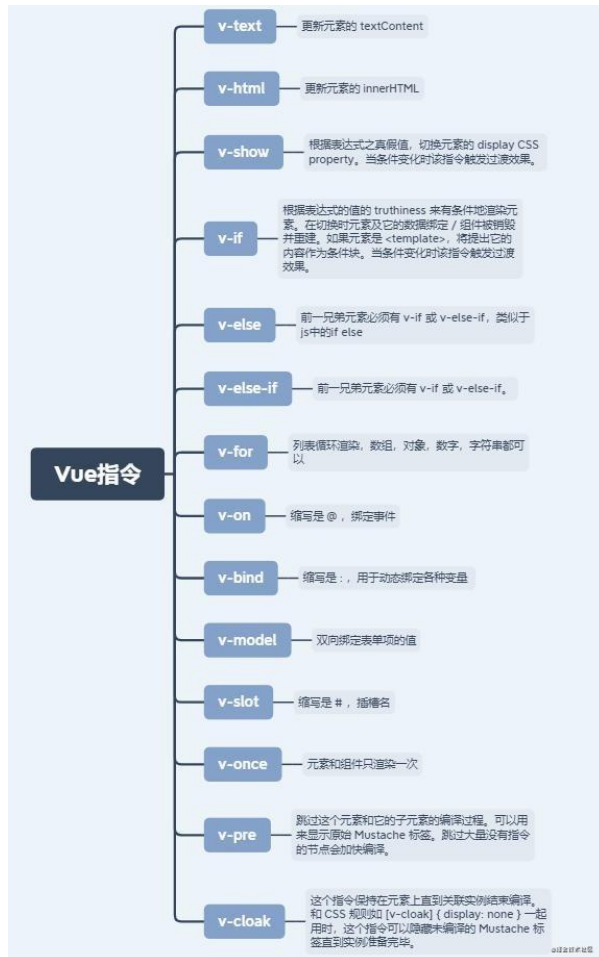 v-text
更新元素的 textContent
v-html
更新元素的 innerHTML
v-show
根据表达式之真假值，切换元素的 display CSS
property。当条件变化时该指令触发过渡效果。
v-if
根据表达式的值的 truthiness 来有条件地渲染元
素。在切换时元素及它的数据绑定 / 组件被销毁
并重建。如果元素是 <template>，将提出它的
内容作为条件块。当条件变化时该指令触发过渡
效果。
v-else
前一兄弟元素必须有 v-if 或 v-else-if，类似于
js中的if else
v-else-if
前一兄弟元素必须有 v-if 或 v-else-if。
Vue指令
v-for
列表循环渲染，数组，对象，数字，字符串都可
以
v-on
缩写是 @ ，绑定事件
v-bind
缩写是 : ，用于动态绑定各种变量
v-model
双向绑定表单项的值
v-slot
缩写是 # ，插槽名
v-once
元素和组件只渲染一次
v-pre
跳过这个元素和它的子元素的编译过程。可以用
来显示原始 Mustache 标签。跳过大量没有指令
的节点会加快编译。
v-cloak
这个指令保持在元素上直到关联实例结束编译。
和 CSS 规则如 [v-cloak] { display: none } 一起
用时，这个指令可以隐藏未编译的 Mustache 标
签直到实例准备完毕。
@稀土掘金技术社区